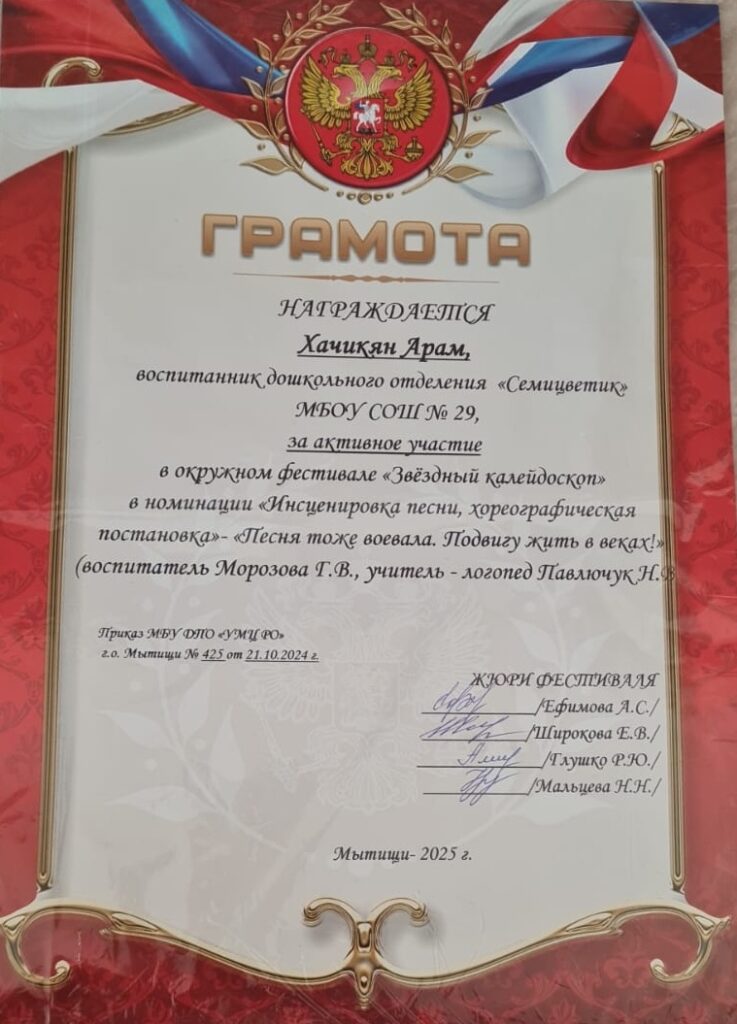 ГРАМОТА
НАГРАЖДАЕТСЯ
Хачикян Арам,
воспитанник дошкольного отделения «Семицветик»
МБОУ СОШ № 29,
за активное участие
в окружном фестивале «Звёздный калейдоскоп»
в номинации «Инсценировка песни, хореографическая
постановка»- «Песня тоже воевала. Подвигу жить в веках!»
(воспитатель Морозова Г.В., учитель - логопед Павлючук Н.В
Приказ МБУ ДПО «УМЦ РО»
г.о. Мытищи № 425 от 21.10.2024 г.
ЖЮРИ ФЕСТИВАЛЯ
/Ефимова А.С./
/Широкова Е.В./
/Глушко Р.Ю./
/Мальцева Н.Н./
Мытищи- 2025 г.